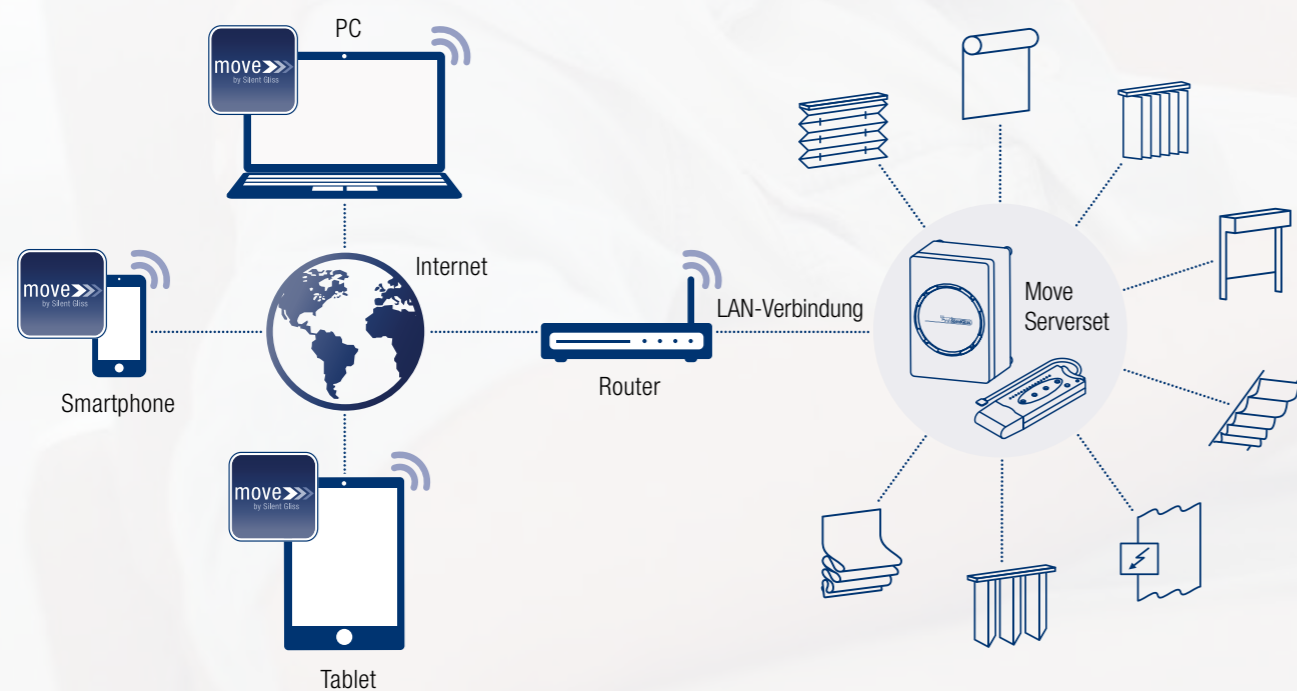 PC
move
by Silent Gliss
Internet
move
by Silent Gliss
Smartphone
LAN-Verbindung
Router
Move
Serverset
move
by Silent Gliss
Tablet